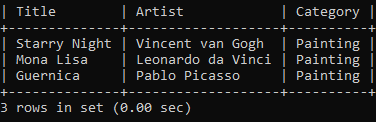 | Title | Artist | Category |
+--------------+-------------------+----------+
| Starry Night | Vincent van Gogh | Painting |
| Mona Lisa | Leonardo da Vinci | Painting |
| Guernica | Pablo Picasso | Painting |
+--------------+-------------------+----------+
3 rows in set (0.00 sec)